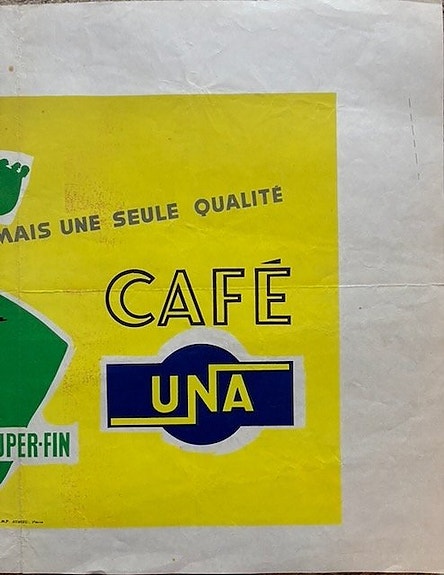 MAIS UNE SEULE QUALITÉ
CAFÉ
UNA
UPER-FIN